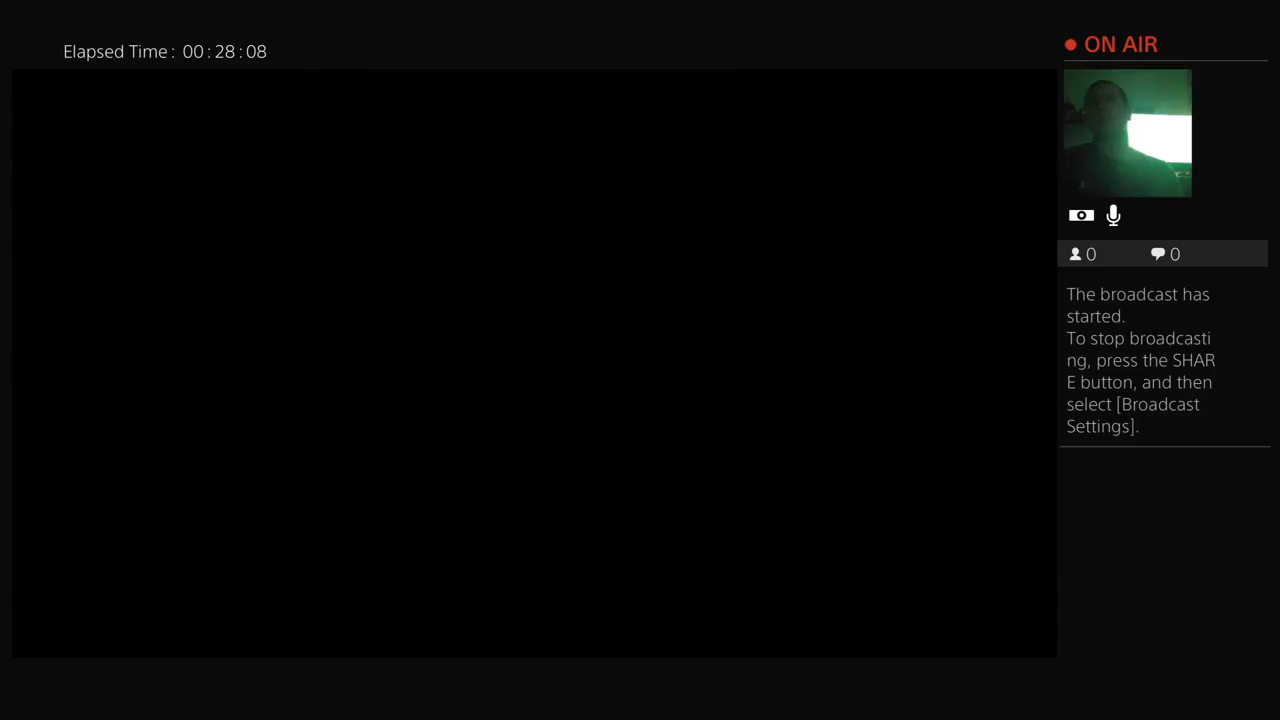 Elapsed Time : 00 : 28 : 08
ON AIR
0 0
The broadcast has
started.
To stop broadcasti
ng, press the SHAR
E button, and then
select [Broadcast
Settings].